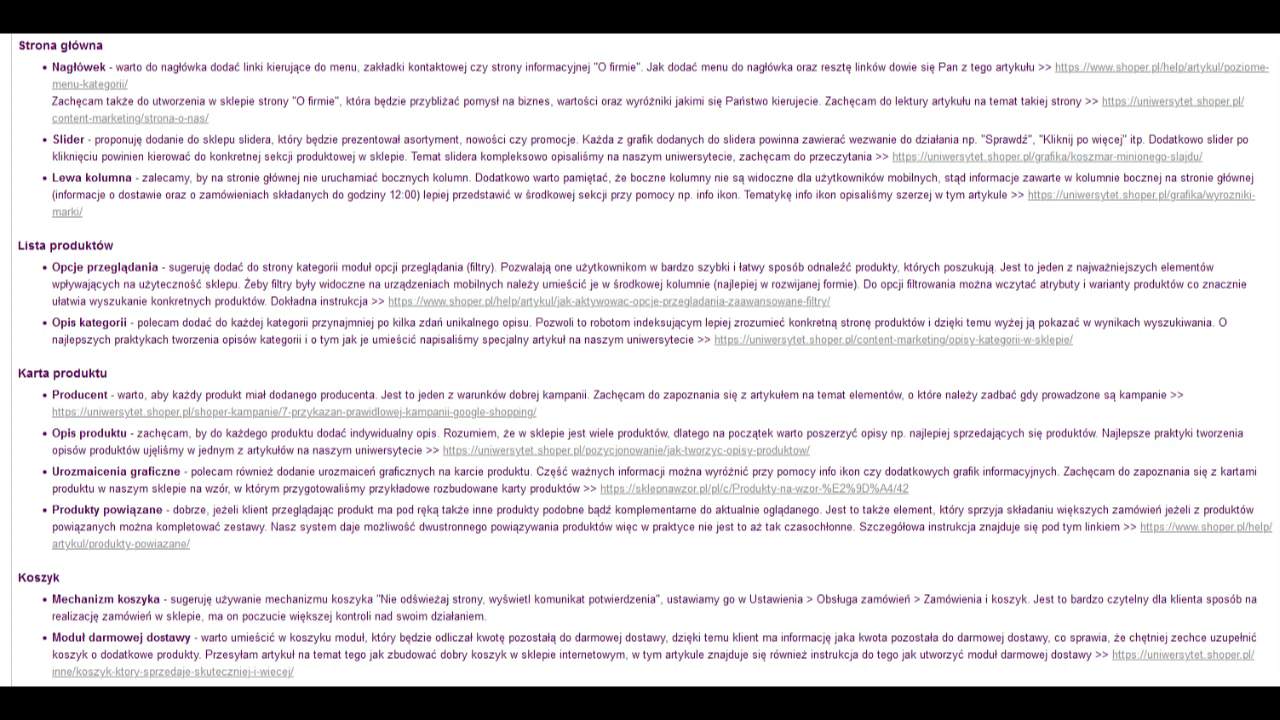 Strona główna
• Nagłówek - warto do nagłówka dodać linki kierujące do menu, zakładki kontaktowej czy strony informacyjnej "O firmie". Jak dodać menu do nagłówka oraz resztę linków dowie się Pan z tego artykułu >> https://www.shoper.pl/help/artykul/poziome-
menu-kategorii/
Zachęcam także do utworzenia w sklepie strony "O firmie", która będzie przybliżać pomysł na biznes, wartości oraz wyróżniki jakimi się Państwo kierujecie. Zachęcam do lektury artykułu na temat takiej strony >> https://uniwersytet.shoper.pl/
content-marketing/strona-o-nas/
• Slider - proponuję dodanie do sklepu slidera, który będzie prezentował asortyment, nowości czy promocje. Każda z grafik dodanych do slidera powinna zawierać wezwanie do działania np. "Sprawdź", "Kliknij po więcej" itp. Dodatkowo slider po
kliknięciu powinien kierować do konkretnej sekcji produktowej w sklepie. Temat slidera kompleksowo opisaliśmy na naszym uniwersytecie, zachęcam do przeczytania >> https://uniwersytet.shoper.pl/grafika/koszmar-minionego-slajdu/
• Lewa kolumna - zalecamy, by na stronie głównej nie uruchamiać bocznych kolumn. Dodatkowo warto pamiętać, że boczne kolumny nie są widoczne dla użytkowników mobilnych, stąd informacje zawarte w kolumnie bocznej na stronie głównej
(informacje o dostawie oraz o zamówieniach składanych do godziny 12:00) lepiej przedstawić w środkowej sekcji przy pomocy np. info ikon. Tematykę info ikon opisaliśmy szerzej w tym artykule >> https://uniwersytet.shoper.pl/grafika/wyrozniki-
marki/
Lista produktów
• Opcje przeglądania - sugeruję dodać do strony kategorii moduł opcji przeglądania (filtry). Pozwalają one użytkownikom w bardzo szybki i łatwy sposób odnaleźć produkty, których poszukują. Jest to jeden z najważniejszych elementów
wpływających na użyteczność sklepu. Żeby filtry były widoczne na urządzeniach mobilnych należy umieścić je w środkowej kolumnie (najlepiej w rozwijanej formie). Do opcji filtrowania można wczytać atrybuty i warianty produktów co znacznie
ułatwia wyszukanie konkretnych produktów. Dokładna instrukcja >> https://www.shoper.pl/help/artykul/jak-aktywowac-opcje-przegladania-zaawansowane-filtry/
• Opis kategorii - polecam dodać do każdej kategorii przynajmniej po kilka zdań unikalnego opisu. Pozwoli to robotom indeksującym lepiej zrozumieć konkretną stronę produktów i dzięki temu wyżej ją pokazać w wynikach wyszukiwania. O
najlepszych praktykach tworzenia opisów kategorii i o tym jak je umieścić napisaliśmy specjalny artykuł na naszym uniwersytecie >> https://uniwersytet.shoper.pl/content-marketing/opisy-kategorii-w-sklepie/
Karta produktu
• Producent - warto, aby każdy produkt miał dodanego producenta. Jest to jeden z warunków dobrej kampanii. Zachęcam do zapoznania się z artykułem na temat elementów, o które należy zadbać gdy prowadzone są kampanie >>
https://uniwersytet.shoper.pl/shoper-kampanie/7-przykazan-prawidlowej-kampanii-google-shopping/
• Opis produktu - zachęcam, by do każdego produktu dodać indywidualny opis. Rozumiem, że w sklepie jest wiele produktów, dlatego na początek warto poszerzyć opisy np. najlepiej sprzedających się produktów. Najlepsze praktyki tworzenia
opisów produktów ujęliśmy w jednym z artykułów na naszym uniwersytecie >> https://uniwersytet.shoper.pl/pozycjonowanie/jak-tworzyc-opisy-produktow/
• Urozmaicenia graficzne - polecam również dodanie urozmaiceń graficznych na karcie produktu. Część ważnych informacji można wyróżnić przy pomocy info ikon czy dodatkowych grafik informacyjnych. Zachęcam do zapoznania się z kartami
produktu w naszym sklepie na wzór, w którym przygotowaliśmy przykładowe rozbudowane karty produktów >> https://sklepnawzor.pl/pl/c/Produkty-na-wzor-%E2%9D%A4/42
• Produkty powiązane - dobrze, jeżeli klient przeglądając produkt ma pod ręką także inne produkty podobne bądź komplementarne do aktualnie oglądanego. Jest to także element, który sprzyja składaniu większych zamówień jeżeli z produktów
powiązanych można kompletować zestawy. Nasz system daje możliwość dwustronnego powiązywania produktów więc w praktyce nie jest to aż tak czasochłonne. Szczegółowa instrukcja znajduje się pod tym linkiem >> https://www.shoper.pl/help/
artykul/produkty-powiazane/
Koszyk
• Mechanizm koszyka - sugeruję używanie mechanizmu koszyka "Nie odświeżaj strony, wyświetl komunikat potwierdzenia", ustawiamy go w Ustawienia > Obsługa zamówień > Zamówienia i koszyk. Jest to bardzo czytelny dla klienta sposób na
realizację zamówień w sklepie, ma on poczucie większej kontroli nad swoim działaniem.
• Moduł darmowej dostawy - warto umieścić w koszyku moduł, który będzie odliczał kwotę pozostałą do darmowej dostawy, dzięki temu klient ma informację jaka kwota pozostała do darmowej dostawy, co sprawia, że chętniej zechce uzupełnić
koszyk o dodatkowe produkty. Przesyłam artykuł na temat tego jak zbudować dobry koszyk w sklepie internetowym, w tym artykule znajduje się również instrukcja do tego jak utworzyć moduł darmowej dostawy >> https://uniwersytet.shoper.pl/
inne/koszyk-ktory-sprzedaje-skuteczniej-i-wiecej/